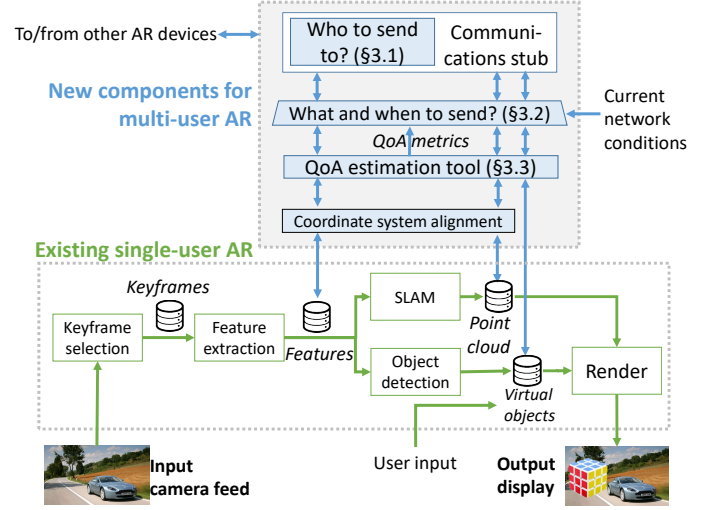 To/from other AR devices
Who to send
to? (§3.1)
Communi-
cations stub
New components for
multi-user AR
What and when to send? (§3.2)
Current
network
conditions
QoA metrics
QoA estimation tool (§3.3)
Coordinate system alignment
Existing single-user AR
Keyframes
Keyframe
selection
Feature
extraction
Features
SLAM
Point
cloud
Object
detection
Virtual
objects
Render
Input
camera feed
User input
Output
display